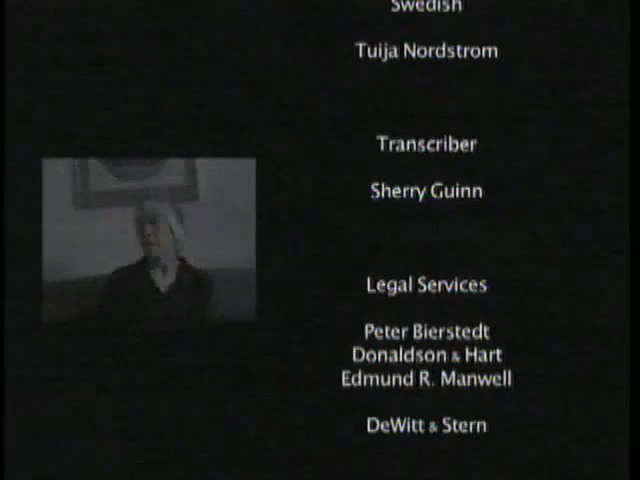 Swedish
Tuija Nordstrom
Transcriber
Sherry Guinn
Legal Services
Peter Bierstedt
Donaldson & Hart
Edmund R. Manwell
DeWitt & Stern